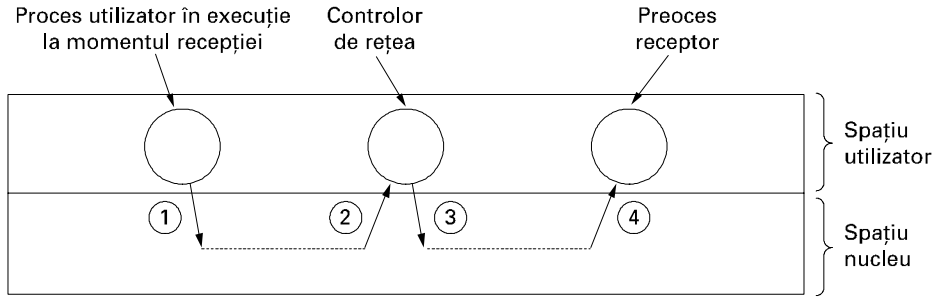 Proces utilizator în execuție
la momentul recepției
Controlor
de rețea
Preoces
receptor
Spațiu
utilizator
1
2
3
4
Spațiu
nucleu